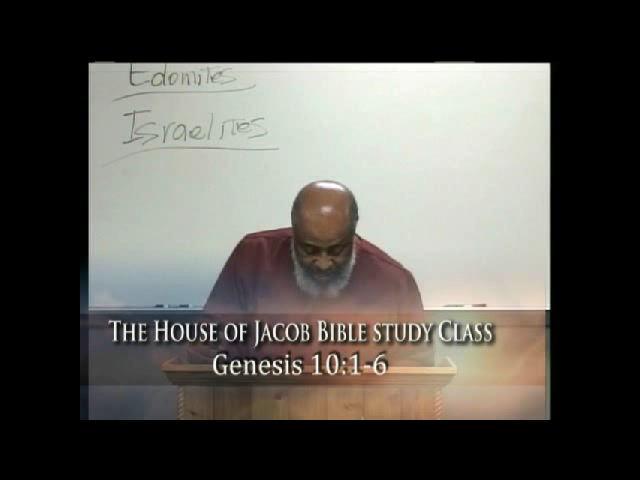 Edomites
Israelites
THE HOUSE OF JACOB BIBLE STUDY CLASS
Genesis 10:1-6